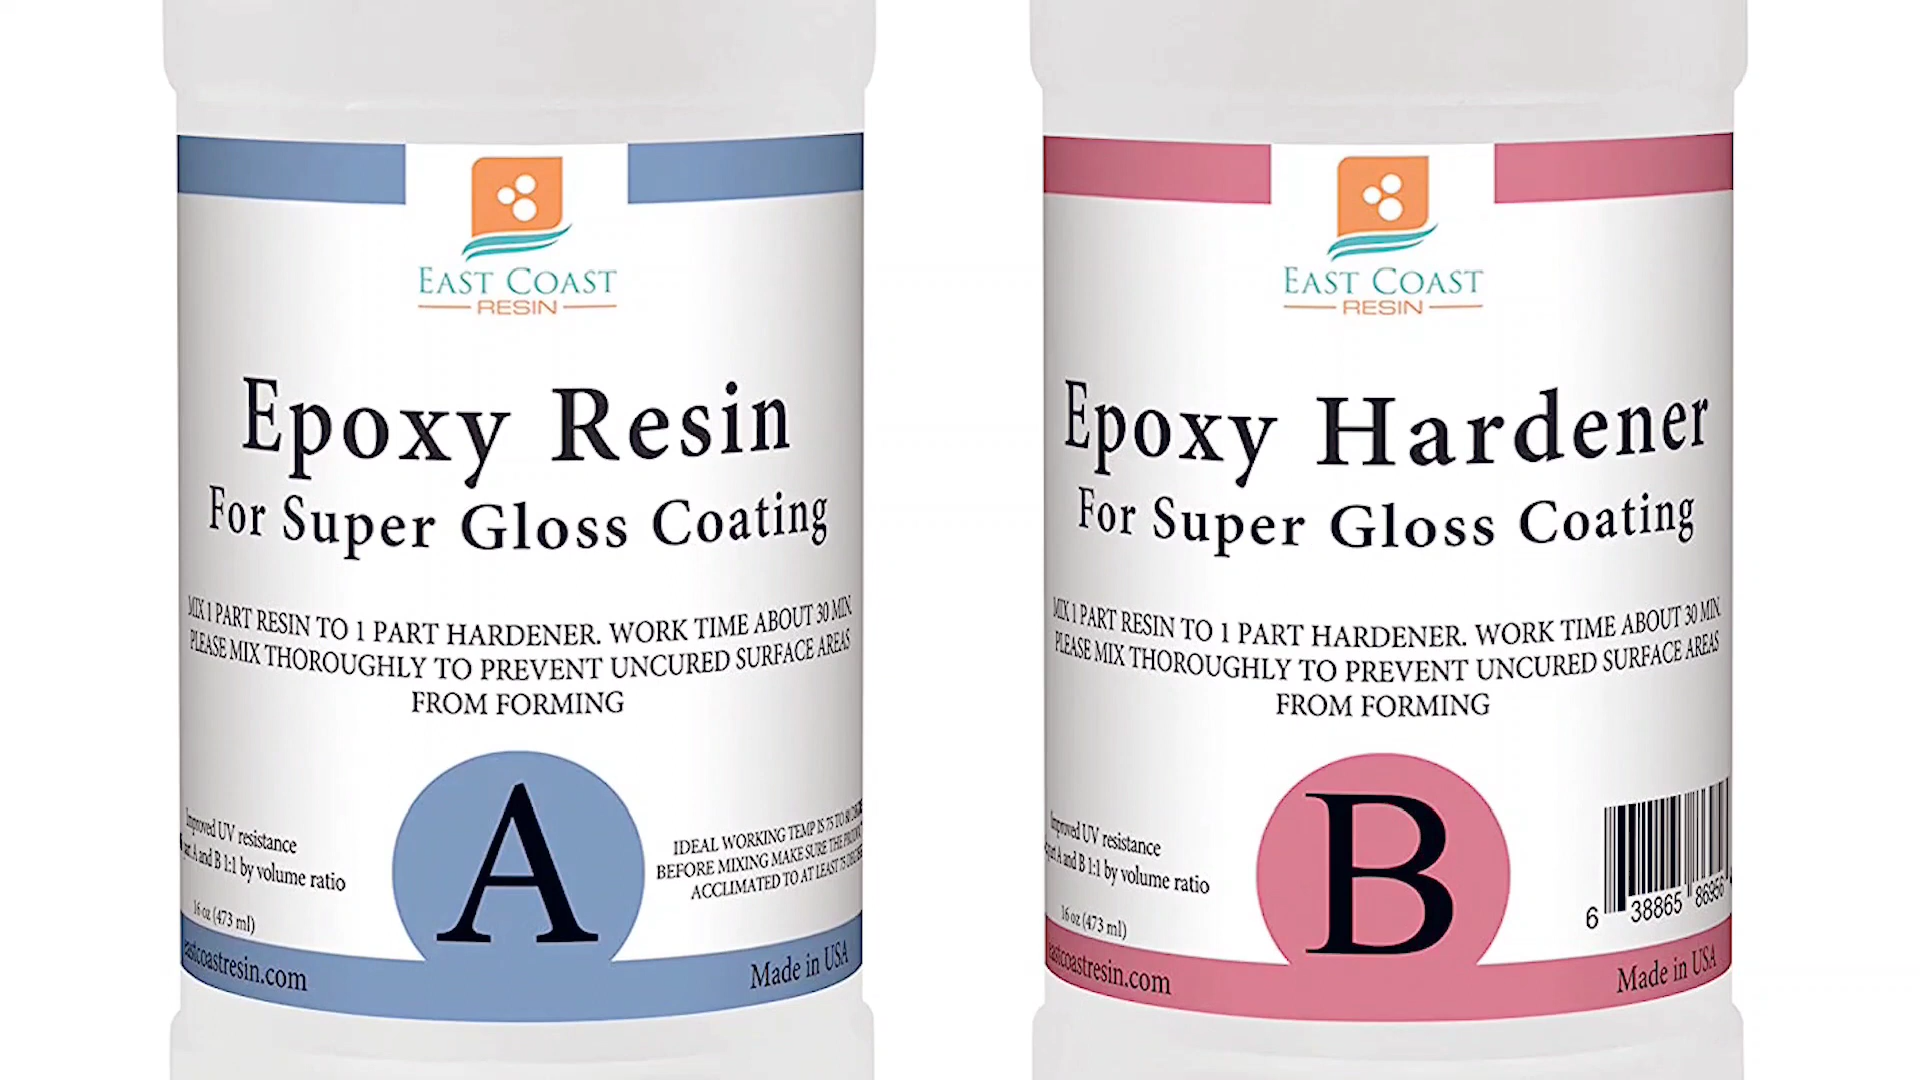 EAST COAST
RESIN
Epoxy Resin
For Super Gloss Coating
MIX 1 PART RESIN TO 1 PART HARDENER. WORK TIME ABOUT 30 MIN.
PLEASE MIX THOROUGHLY TO PREVENT UNCURED SURFACE AREAS
FROM FORMING
Improved UV resistance
A and B 1:1 by volume ratio
16 oz (473 ml)
A
IDEAL WORKING TEMP IS 75 TO 80
BEFORE MIXING MAKE SURE THE
ACCLIMATED TO AT LEAST 75
eastcoastresin.com
Made in USA
EAST COAST
RESIN
Epoxy Hardener
For Super Gloss Coating
MIX 1 PART RESIN TO 1 PART HARDENER. WORK TIME ABOUT 30 MIN.
PLEASE MIX THOROUGHLY TO PREVENT UNCURED SURFACE AREAS
FROM FORMING
Improved UV resistance
A and B 1:1 by volume ratio
16 oz (473 ml)
B
6 38865 86956
eastcoastresin.com
Made in USA